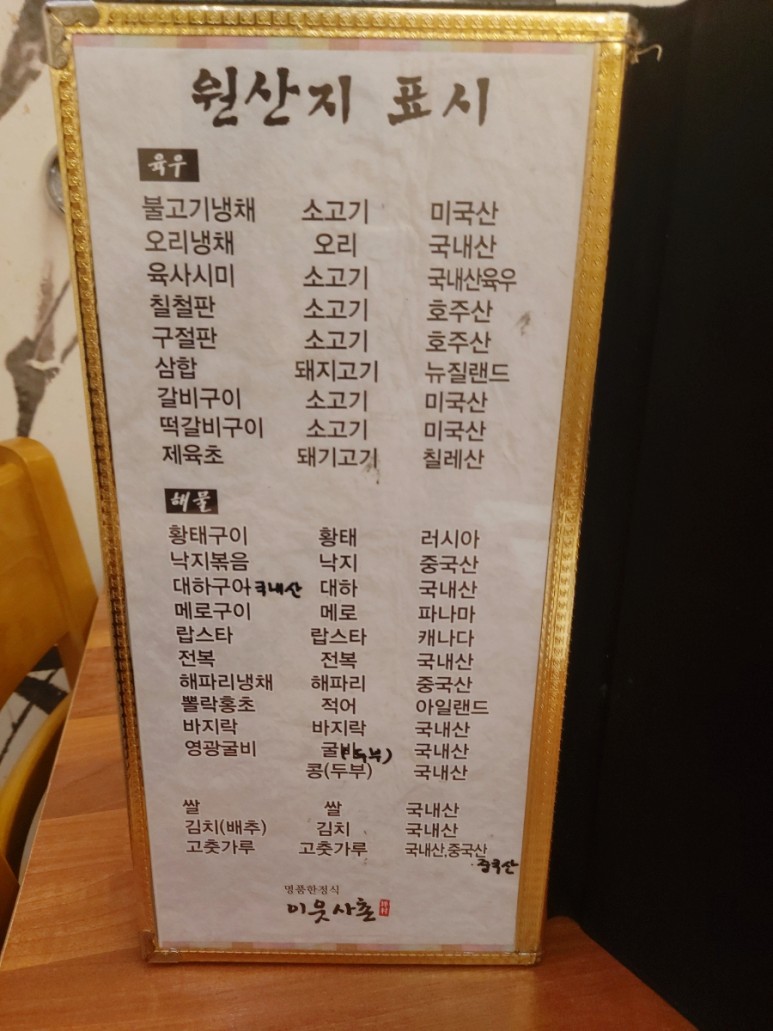 원산지 표시
육우
불고기냉채 소고기 미국산
오리냉채 오리 국내산
육사시미 소고기 국내산육우
칠철판 소고기 호주산
구절판 소고기 호주산
삼합 돼지고기 뉴질랜드
갈비구이 소고기 미국산
떡갈비구이 소고기 미국산
제육초 돼기고기 칠레산
해물
황태구이 황태 러시아
낙지볶음 낙지 중국산
대하구어 국내산 대하 국내산
메로구이 메로 파나마
랍스타 랍스타 캐나다
전복 전복 국내산
해파리냉채 해파리 중국산
뽈락홍초 적어 아일랜드
바지락 바지락 국내산
영광굴비 국내산
콩(두부) 국내산
쌀 쌀 국내산
김치(배추) 김치 국내산
고춧가루 고춧가루 국내산,중국산
중국산
명품한정식
이웃사촌